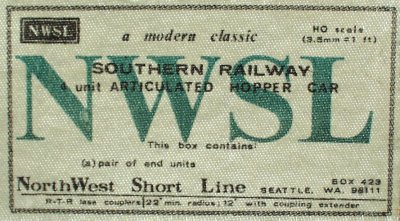 NWSL
a modern classic
HO scale
(3.5mm = 1 ft)
NWSL
SOUTHERN RAILWAY
4 unit ARTICULATED HOPPER CAR
This box contains:
(a) pair of end units
NorthWest Short Line
BOX 423
SEATTLE, WA. 98111
R-T-R less couplers 22" min. radius; 12" with coupling extender